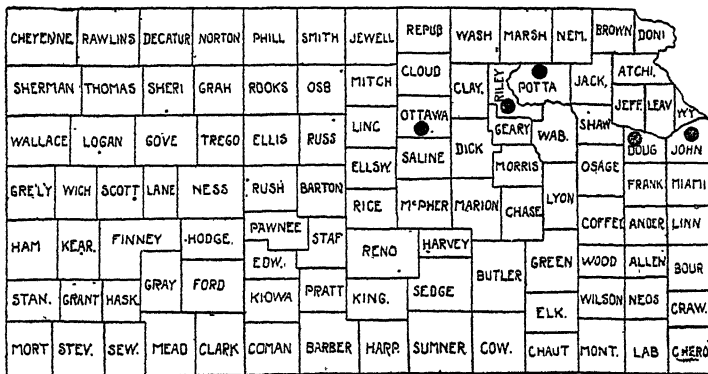 CHEYENNE RAWLINS DECATUR NORTON PHILL SMITH JEWELL REPUB WASH MARSH NEM. BROWN DONI
SHERMAN THOMAS SHERI GRAH ROOKS OSB MITCH CLOUD CLAY. RILEY POTTA JACK. ATCHI.
JEFF. LEAV WY
WALLACE LOGAN GOVE TREGO ELLIS RUSS LINC OTTAWA GEARY WAB. SHAW DOUG JOHN
ELLSW. SALINE DICK MORRIS OSAGE
GRE'LY WICH SCOTT LANE NESS RUSH BARTON RICE McPHER MARION CHASE LYON FRANK MIAMI
HAM KEAR. FINNEY HODGE. PAWNEE STAF RENO HARVEY COFFEY ANDER LINN
EDW. BUTLER GREEN WOOD ALLEN BOUR
STAN. GRANT HASK. GRAY FORD KIOWA PRATT KING. SEDGE ELK. WILSON NEOS CRAW.
MORT STEV. SEW. MEAD CLARK COMAN BARBER HARP. SUMNER COW. CHAUT MONT. LAB CHERO